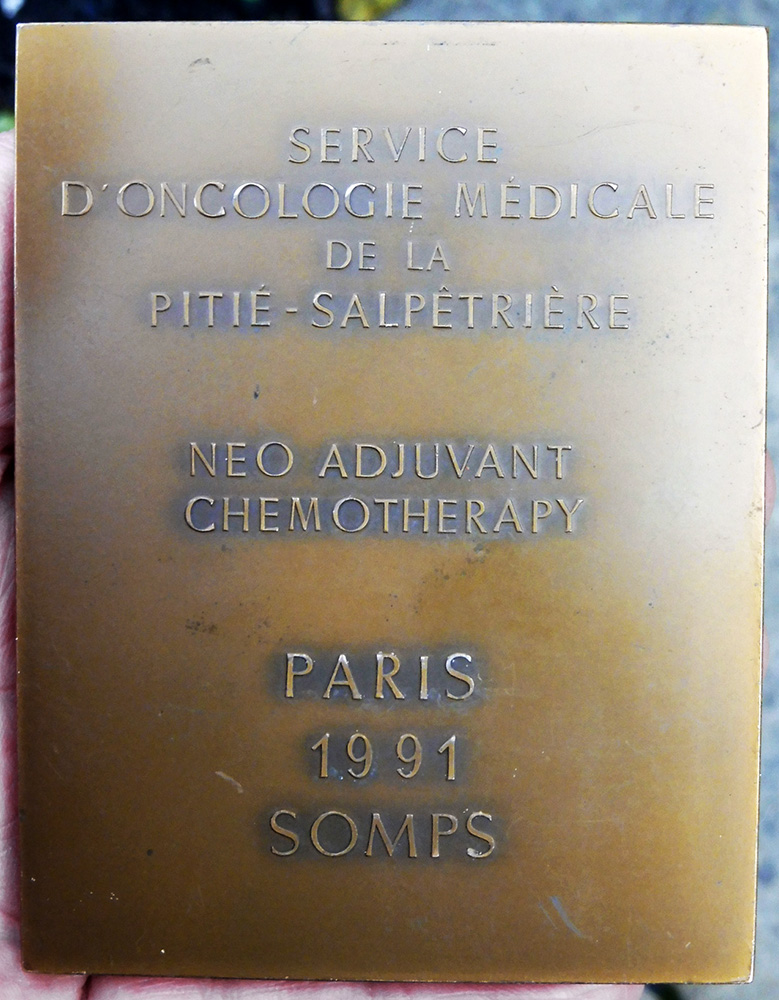 SERVICE
D'ONCOLOGIE MÉDICALE
DE LA
PITIÉ-SALPÊTRIÈRE
NEO ADJUVANT
CHEMOTHERAPY
PARIS
1991
SOMPS